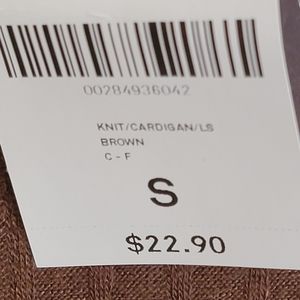 00284936042
KNIT/CARDIGAN/LS
BROWN
C - F
S
$22.90